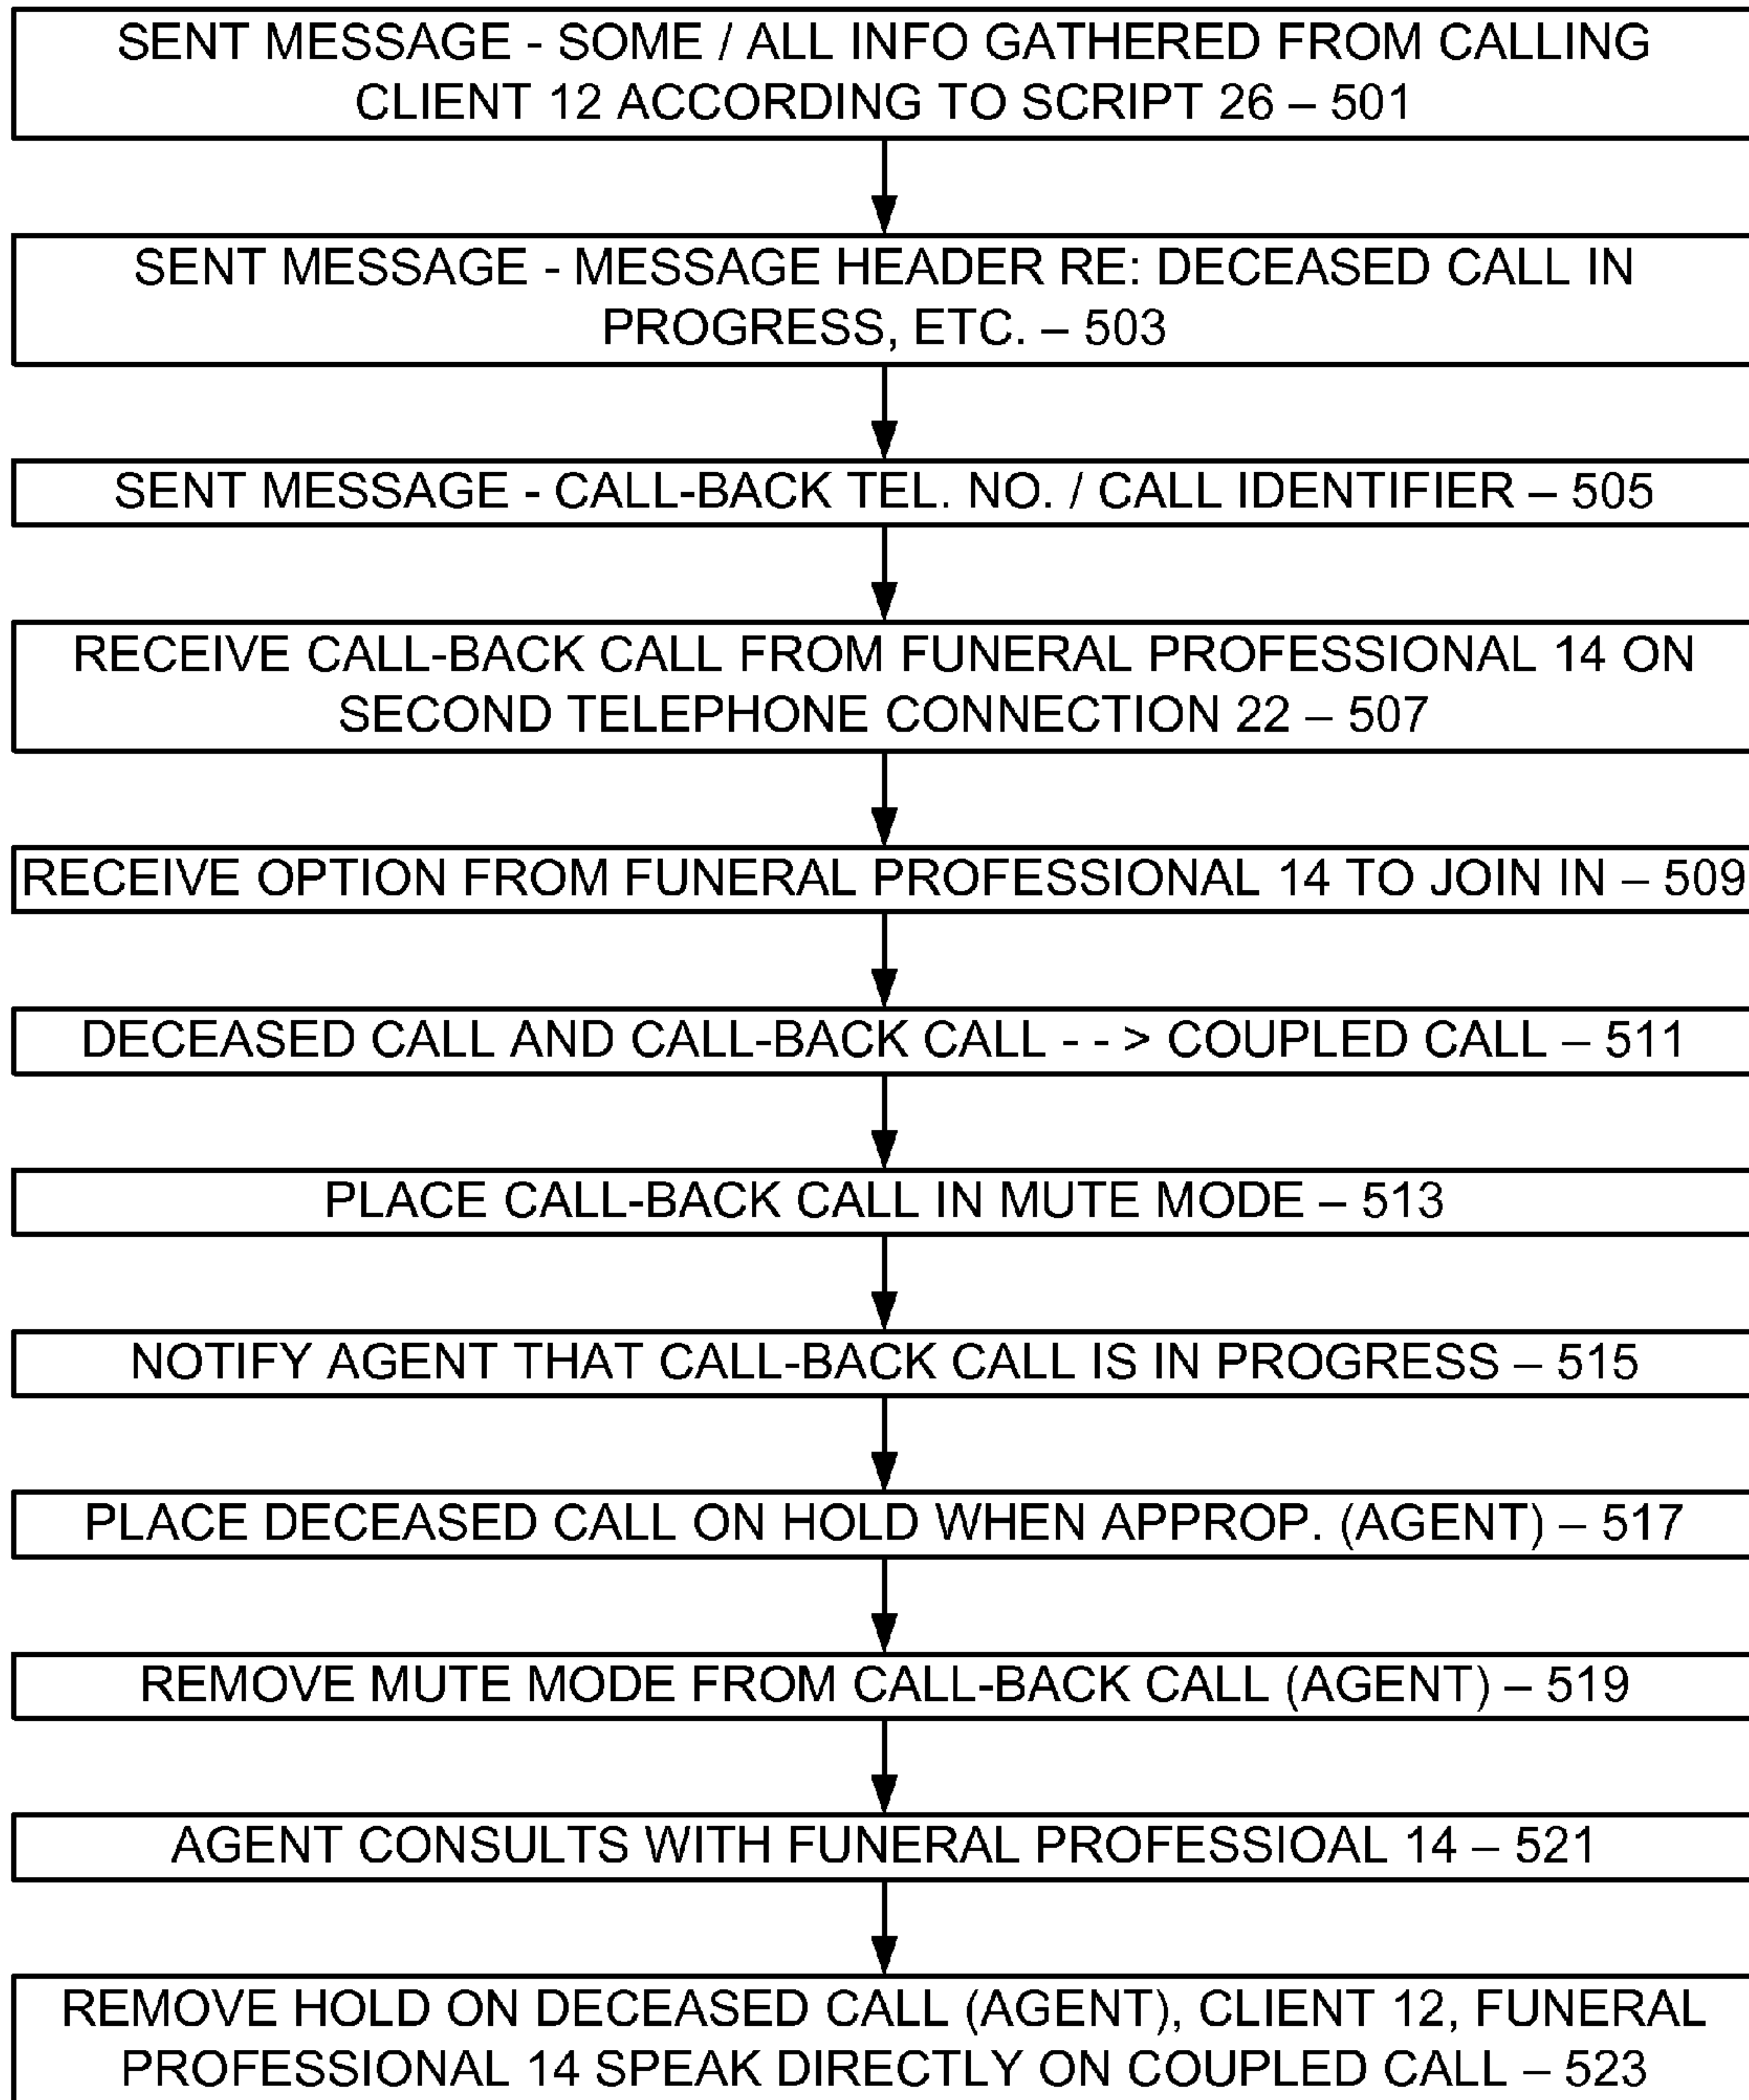 SENT MESSAGE - SOME / ALL INFO GATHERED FROM CALLING
CLIENT 12 ACCORDING TO SCRIPT 26 – 501
SENT MESSAGE - MESSAGE HEADER RE: DECEASED CALL IN
PROGRESS, ETC. – 503
SENT MESSAGE - CALL-BACK TEL. NO. / CALL IDENTIFIER – 505
RECEIVE CALL-BACK CALL FROM FUNERAL PROFESSIONAL 14 ON
SECOND TELEPHONE CONNECTION 22 – 507
RECEIVE OPTION FROM FUNERAL PROFESSIONAL 14 TO JOIN IN – 509
DECEASED CALL AND CALL-BACK CALL - - > COUPLED CALL – 511
PLACE CALL-BACK CALL IN MUTE MODE – 513
NOTIFY AGENT THAT CALL-BACK CALL IS IN PROGRESS – 515
PLACE DECEASED CALL ON HOLD WHEN APPROP. (AGENT) – 517
REMOVE MUTE MODE FROM CALL-BACK CALL (AGENT) – 519
AGENT CONSULTS WITH FUNERAL PROFESSIOAL 14 – 521
REMOVE HOLD ON DECEASED CALL (AGENT), CLIENT 12, FUNERAL
PROFESSIONAL 14 SPEAK DIRECTLY ON COUPLED CALL – 523